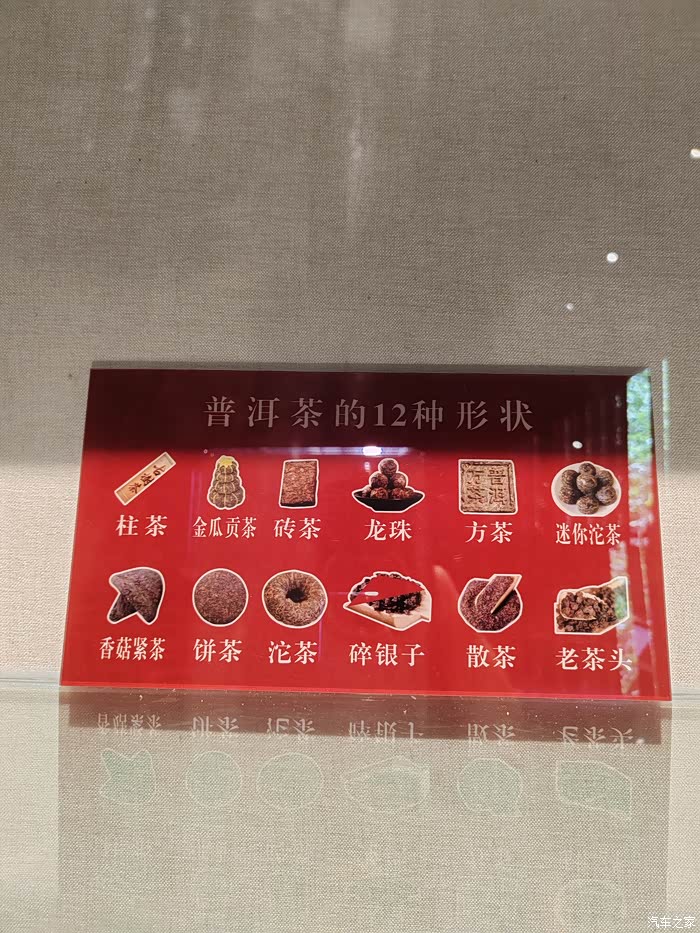 普洱茶的12种形状
柱茶 金瓜贡茶 砖茶 龙珠 方茶 迷你沱茶
香菇紧茶 饼茶 沱茶 碎银子 散茶 老茶头
汽车之家